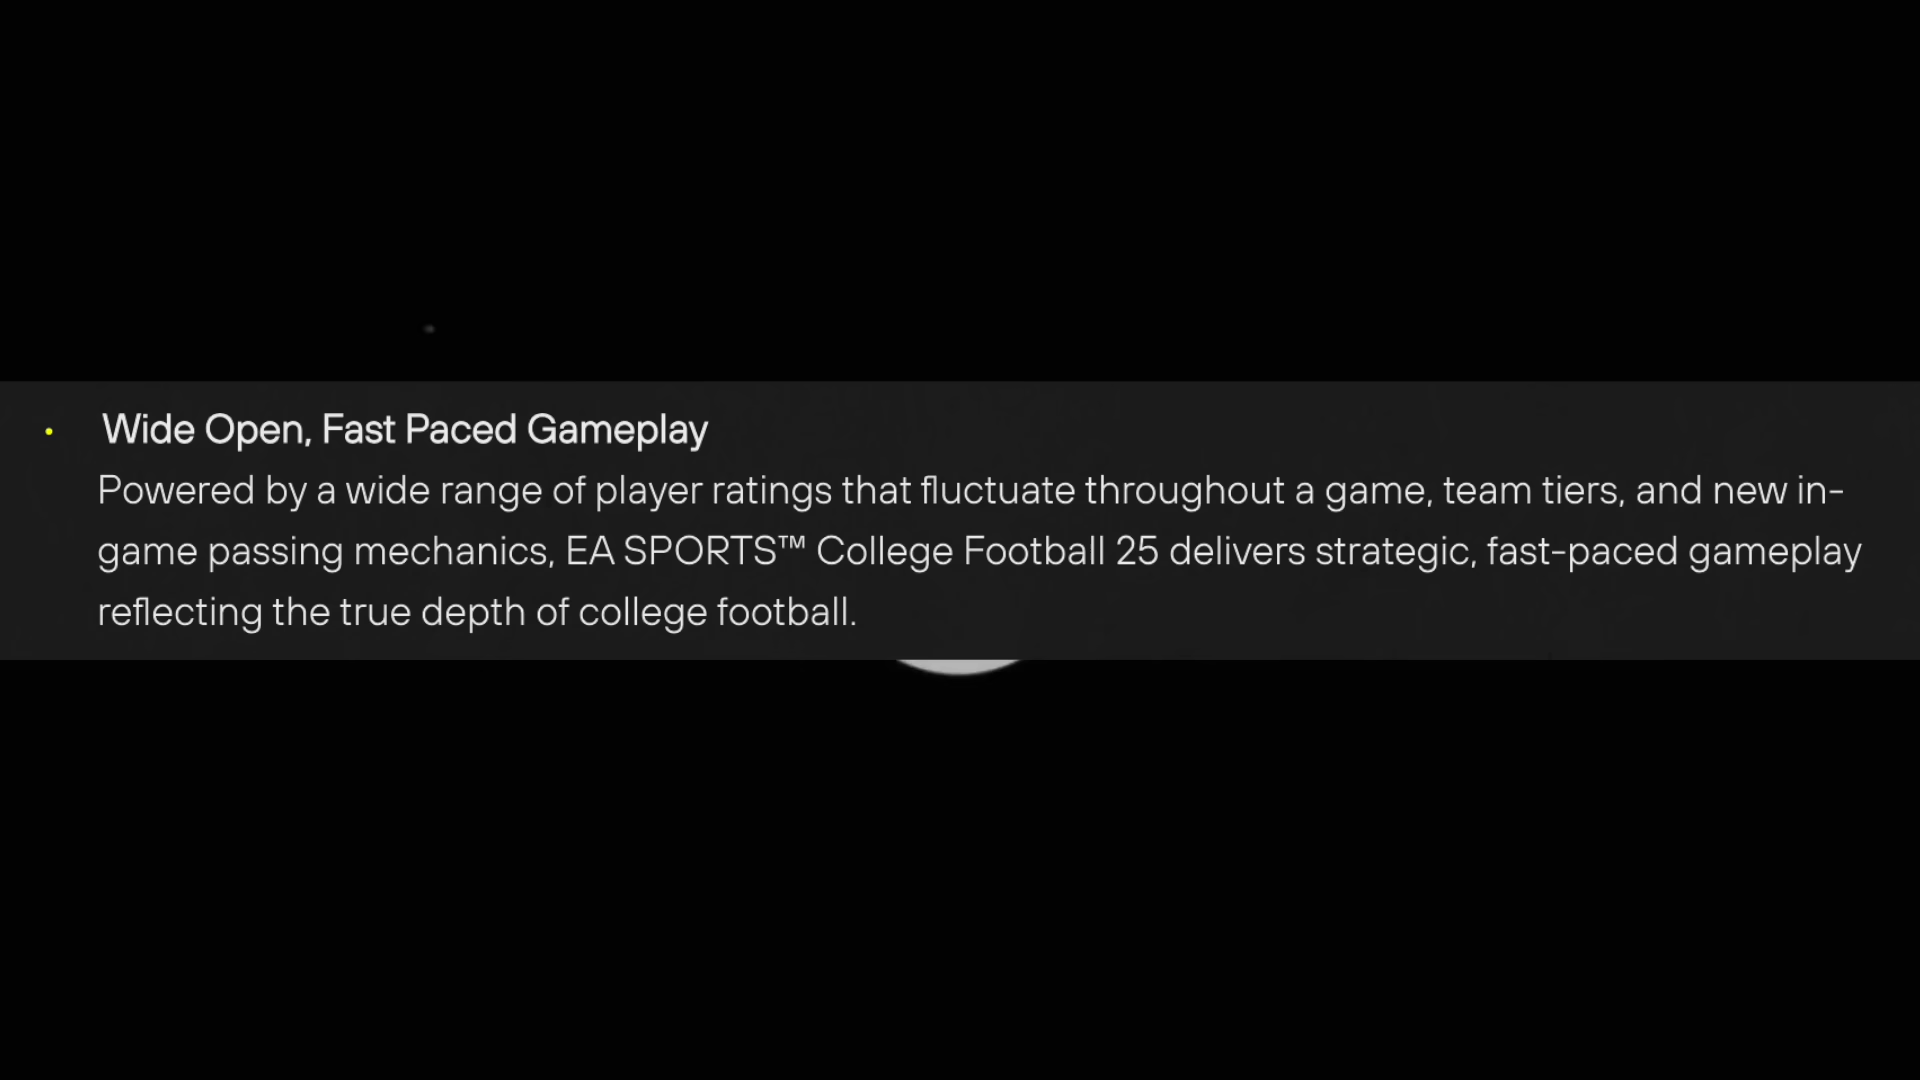 Wide Open, Fast Paced Gameplay
Powered by a wide range of player ratings that fluctuate throughout a game, team tiers, and new in-
game passing mechanics, EA SPORTS™ College Football 25 delivers strategic, fast-paced gameplay
reflecting the true depth of college football.